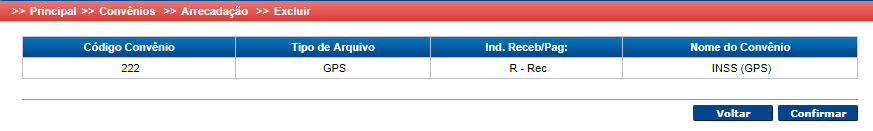 >> Principal >> Convênios >> Arrecadação >> Excluir
Código Convênio Tipo de Arquivo Ind. Receb/Pag: Nome do Convênio
222 GPS R - Rec INSS (GPS)
Voltar Confirmar